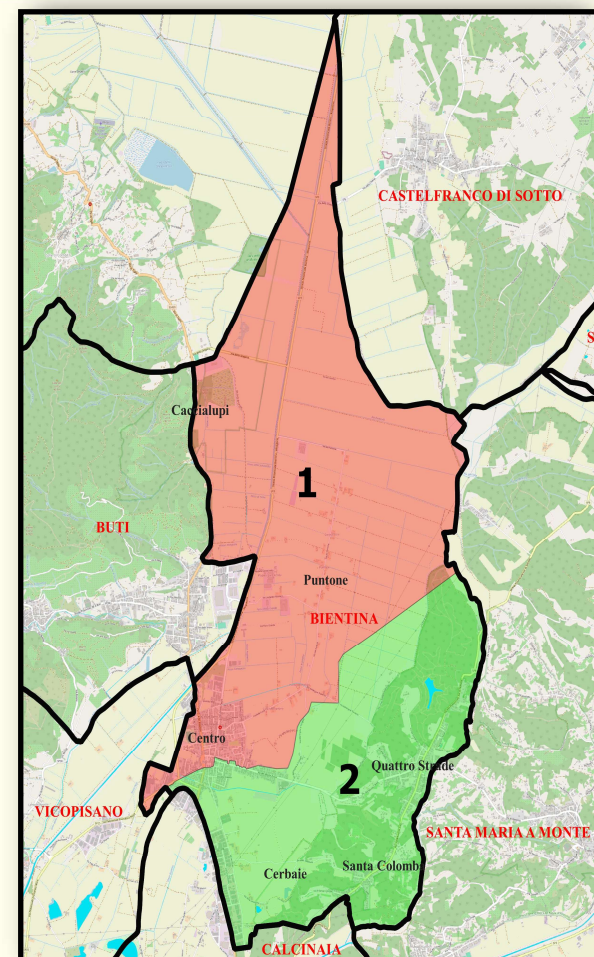 CASTELFRANCO DI SOTTO
S
Caccialupi
1
BUTI
Puntone
BIENTINA
Centro
Quattro Strade
2
VICOPISANO
SANTA MARIA A MONTE
Santa Colomb
Cerbaie
CALCINAIA